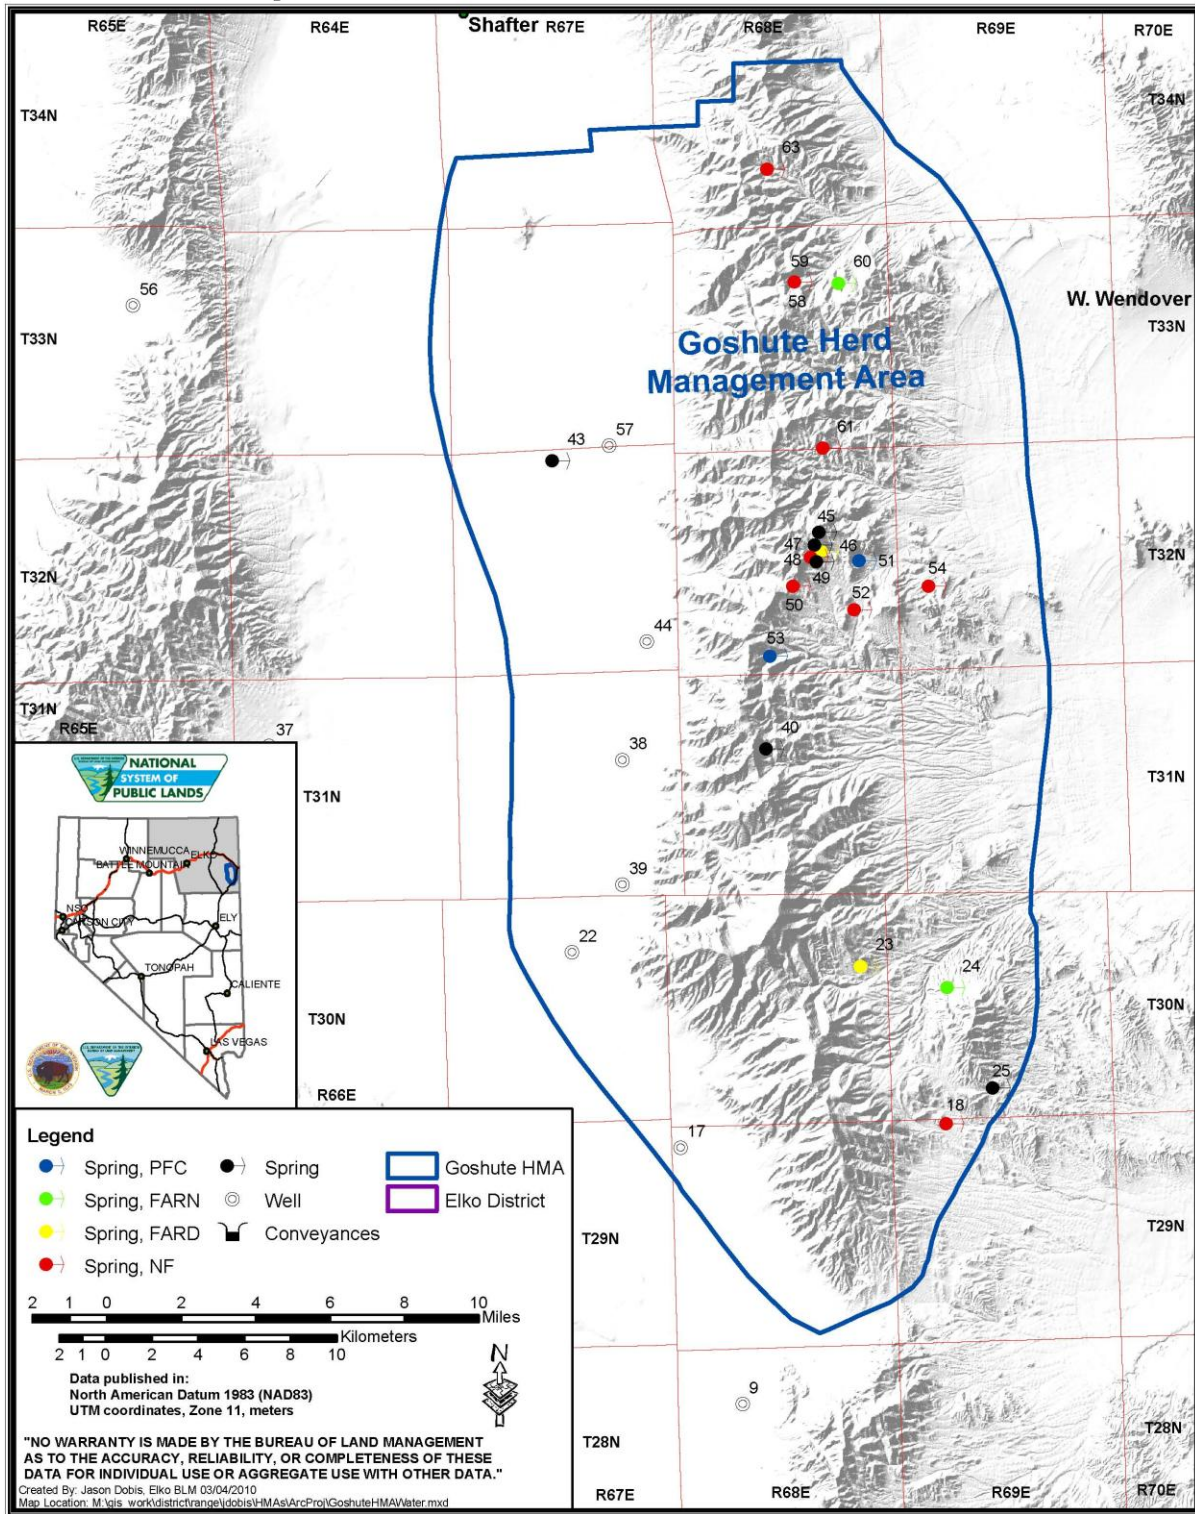 Shafter
R65E
R64E
R67E
R68E
R69E
R70E
T34N
T34N
63
59
60
58
56
W. Wendover
T33N
T33N
Goshute Herd
Management Area
43
57
61
45
47
46
48
51
49
T32N
T32N
54
50
52
44
53
T31N
R65E
37
40
38
T31N
T31N
39
22
23
24
T30N
T30N
25
R66E
18
17
T29N
T29N
9
T28N
T28N
R67E
R68E
R69E
R70E
NATIONAL
SYSTEM OF
PUBLIC LANDS
WINNEMUCCA
ELKO
BATTLE MOUNTAIN
NSO
CARSON CITY
ELY
TONOPAH
CALIENTE
LAS VEGAS
Legend
Spring, PFC
Spring
Goshute HMA
Spring, FARN
Well
Elko District
Spring, FARD
Conveyances
Spring, NF
2 1 0 2 4 6 8 10
Miles
Kilometers
2 1 0 2 4 6 8 10
N
Data published in:
North American Datum 1983 (NAD83)
UTM coordinates, Zone 11, meters
"NO WARRANTY IS MADE BY THE BUREAU OF LAND MANAGEMENT
AS TO THE ACCURACY, RELIABILITY, OR COMPLETENESS OF THESE
DATA FOR INDIVIDUAL USE OR AGGREGATE USE WITH OTHER DATA."
Created By: Jason Dobis, Elko BLM 03/04/2010
Map Location: M:\gis_work\district\range\jdobis\HMAs\ArcProj\GoshuteHMAWater.mxd